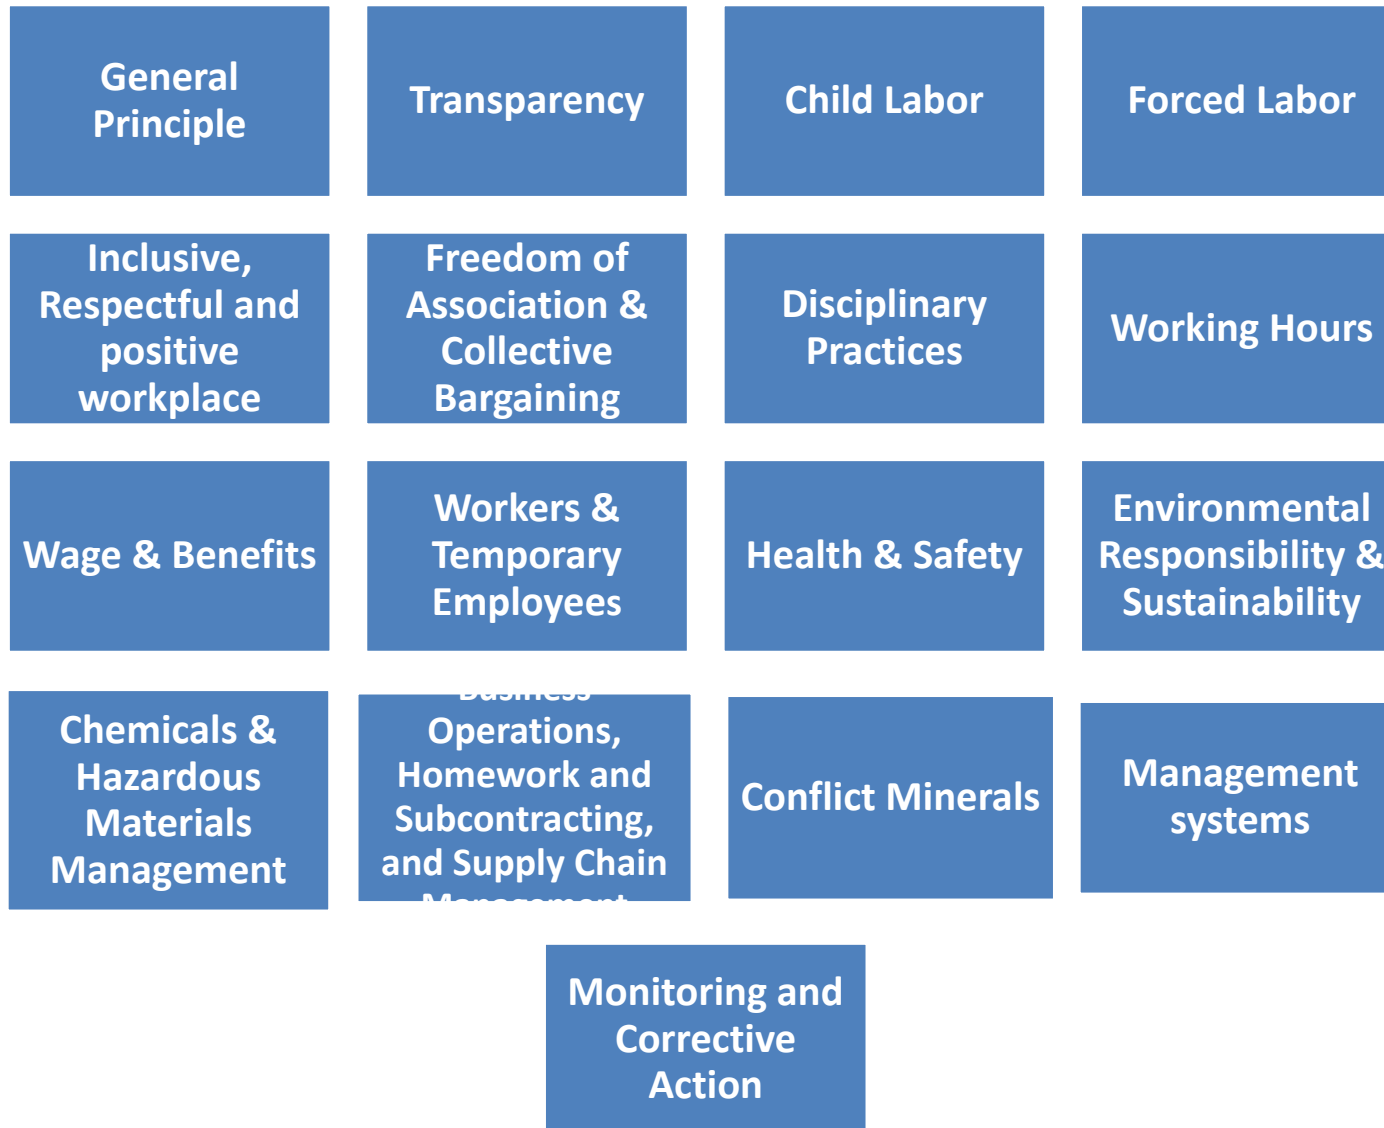 General
Principle
Transparency
Child Labor
Forced Labor
Inclusive,
Respectful and
positive
workplace
Freedom of
Association &
Collective
Bargaining
Disciplinary
Practices
Working Hours
Wage & Benefits
Workers &
Temporary
Employees
Health & Safety
Environmental
Responsibility &
Sustainability
Chemicals &
Hazardous
Materials
Management
Business
Operations,
Homework and
Subcontracting,
and Supply Chain
Management
Conflict Minerals
Management
systems
Monitoring and
Corrective
Action